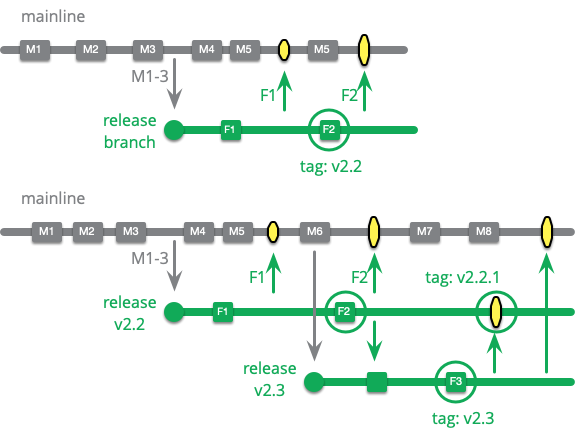 mainline
M1 M2 M3 M4 M5 M5
M1-3 F1 F2
release
branch
F1 F2
tag: v2.2
mainline
M1 M2 M3 M4 M5 M6 M7 M8
M1-3 F1 F2 tag: v2.2.1
release
v2.2
F1 F2
release
v2.3
F3
tag: v2.3